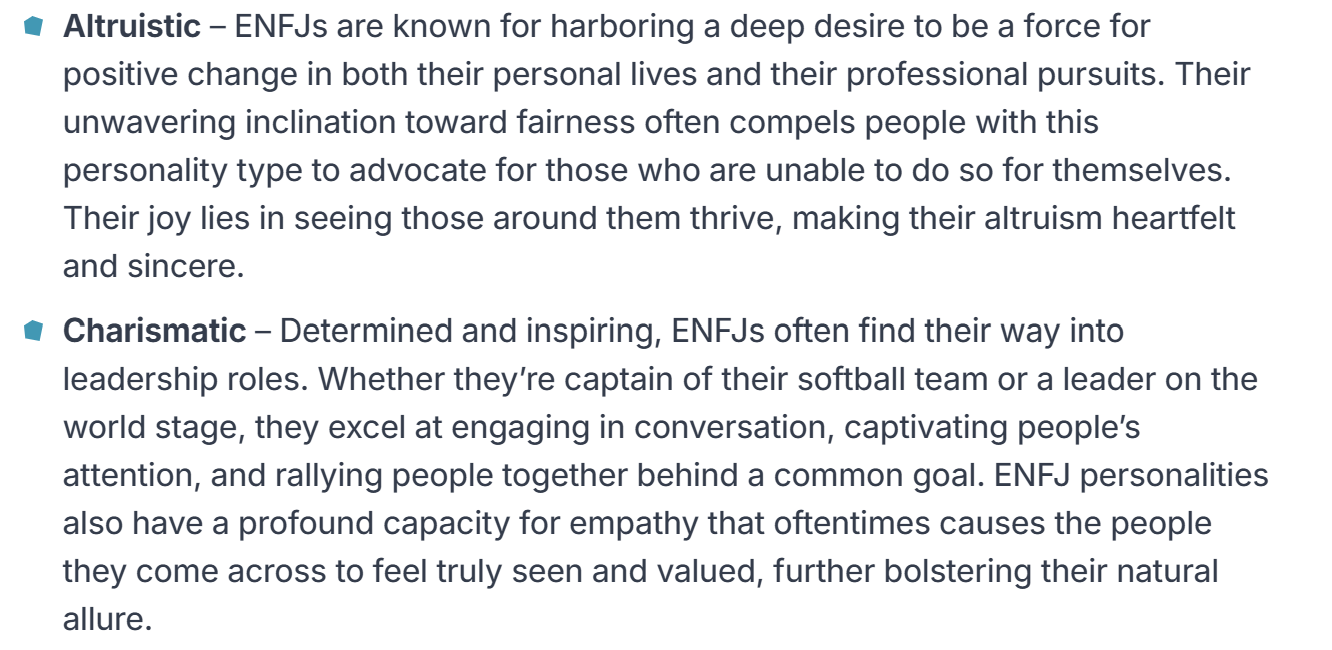 Altruistic – ENFJs are known for harboring a deep desire to be a force for
positive change in both their personal lives and their professional pursuits. Their
unwavering inclination toward fairness often compels people with this
personality type to advocate for those who are unable to do so for themselves.
Their joy lies in seeing those around them thrive, making their altruism heartfelt
and sincere.
Charismatic – Determined and inspiring, ENFJs often find their way into
leadership roles. Whether they’re captain of their softball team or a leader on the
world stage, they excel at engaging in conversation, captivating people’s
attention, and rallying people together behind a common goal. ENFJ personalities
also have a profound capacity for empathy that oftentimes causes the people
they come across to feel truly seen and valued, further bolstering their natural
allure.